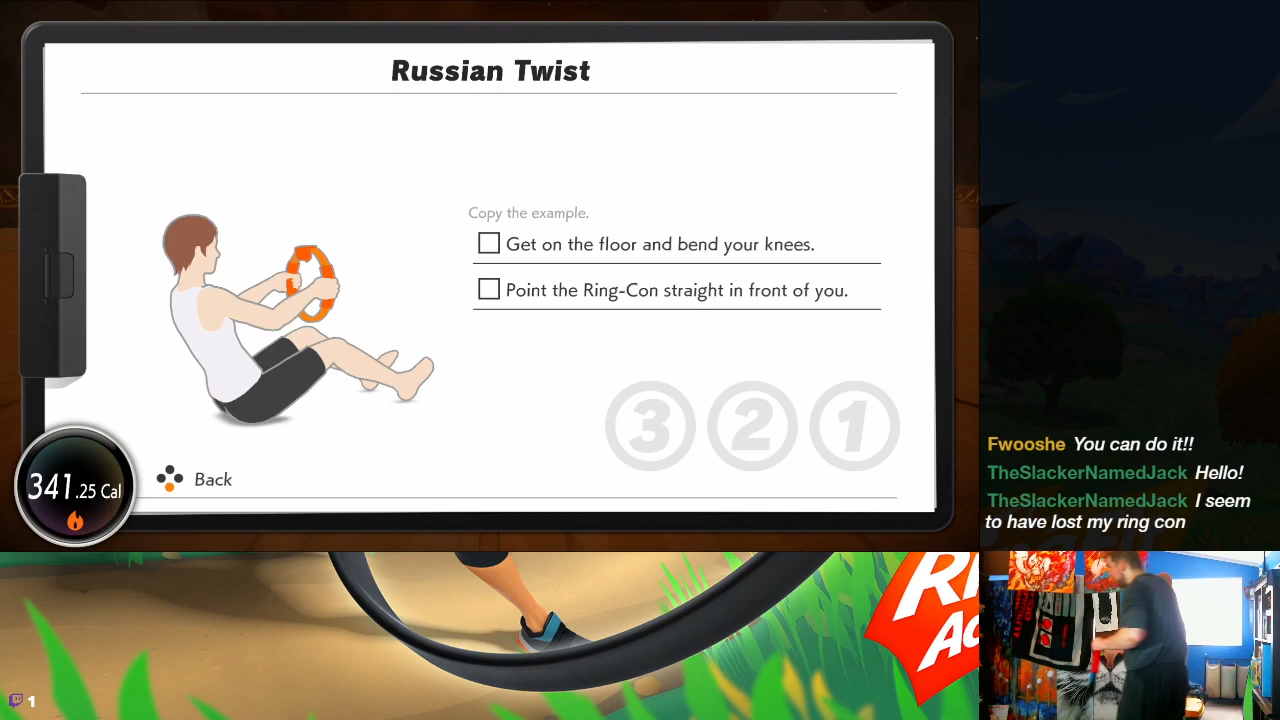 Russian Twist
Copy the example.
Get on the floor and bend your knees.
Point the Ring-Con straight in front of you.
3 2 1
341.25 Cal
Back
Fwooshe You can do it!!
TheSlackerNamedJack Hello!
TheSlackerNamedJack I seem
to have lost my ring con
1